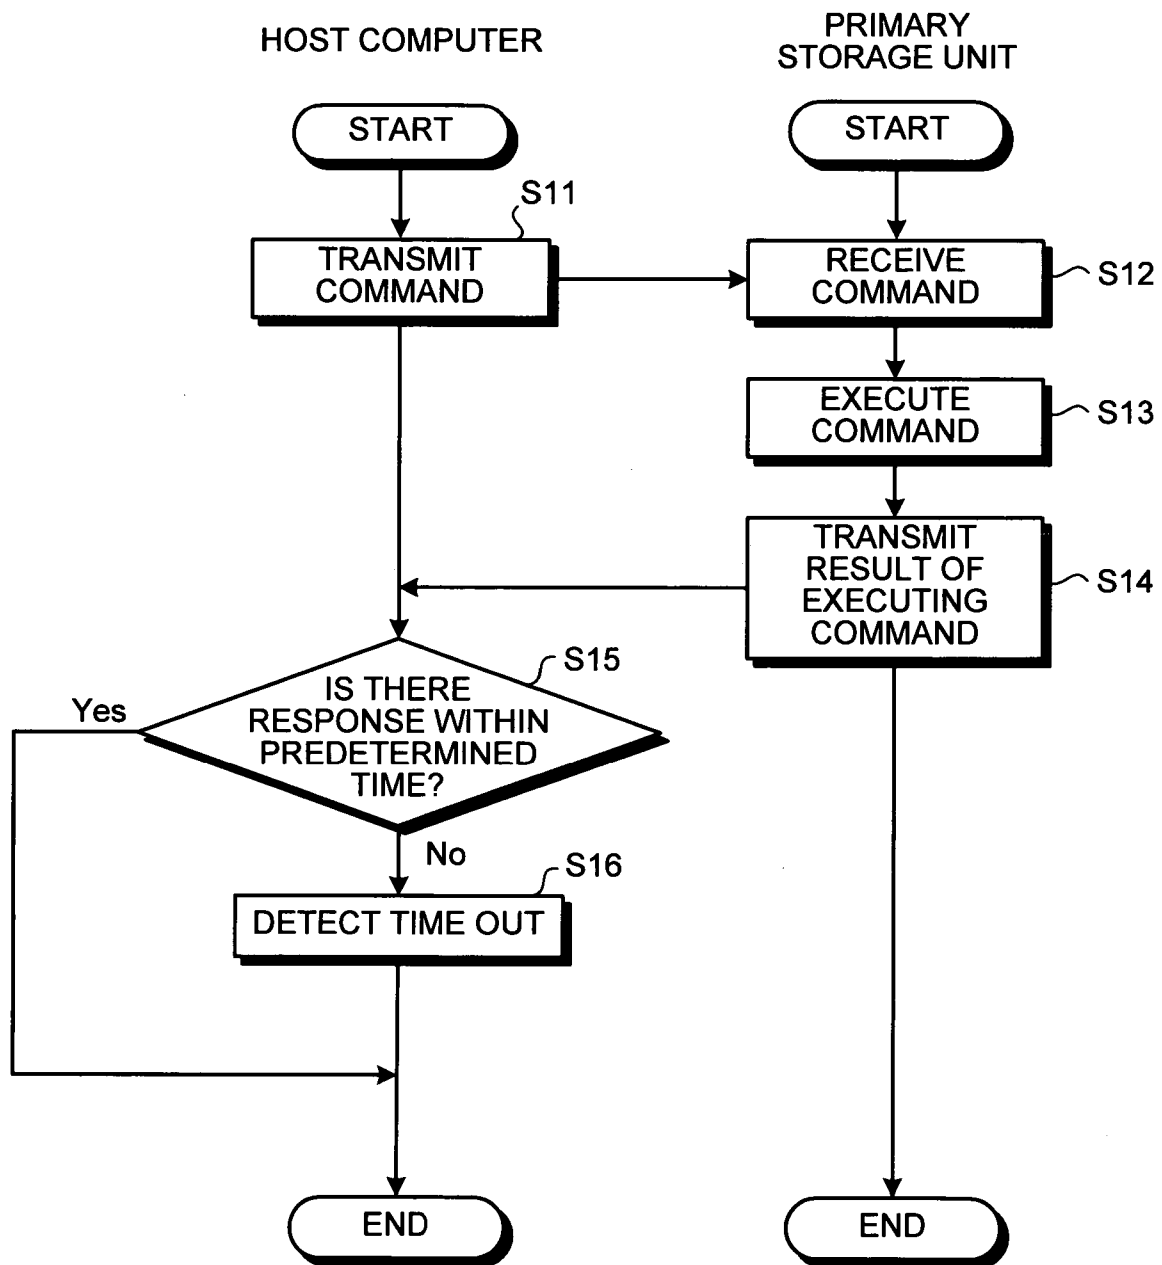 HOST COMPUTER
PRIMARY
STORAGE UNIT
START
START
S11
TRANSMIT
COMMAND
RECEIVE
COMMAND
S12
EXECUTE
COMMAND
S13
TRANSMIT
RESULT OF
EXECUTING
COMMAND
S14
S15
IS THERE
RESPONSE WITHIN
PREDETERMINED
TIME?
Yes
No
S16
DETECT TIME OUT
END
END